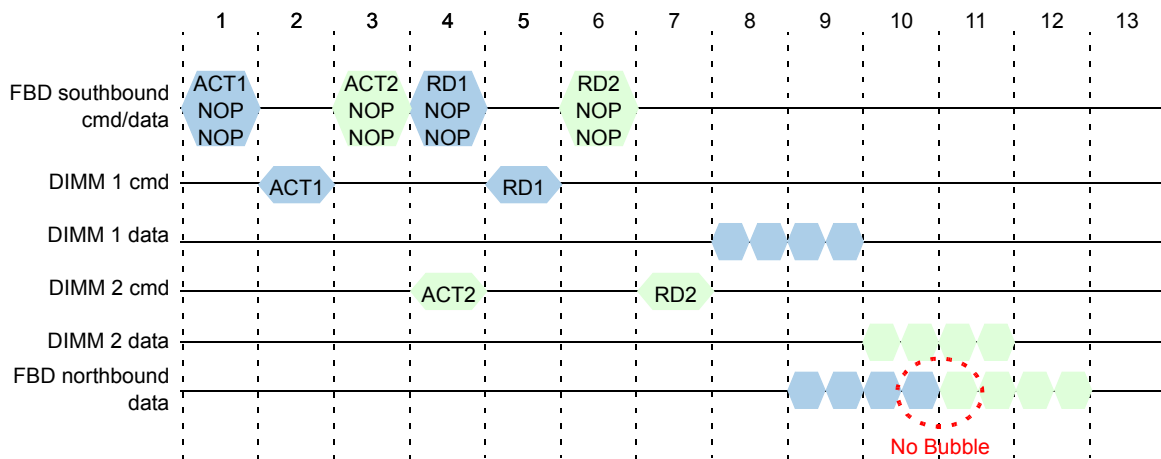 1 2 3 4 5 6 7 8 9 10 11 12 13
FBD southbound
cmd/data
ACT1
NOP
NOP
ACT2
NOP
NOP
RD1
NOP
NOP
RD2
NOP
NOP
DIMM 1 cmd
ACT1
RD1
DIMM 1 data
DIMM 2 cmd
ACT2
RD2
DIMM 2 data
FBD northbound
data
No Bubble